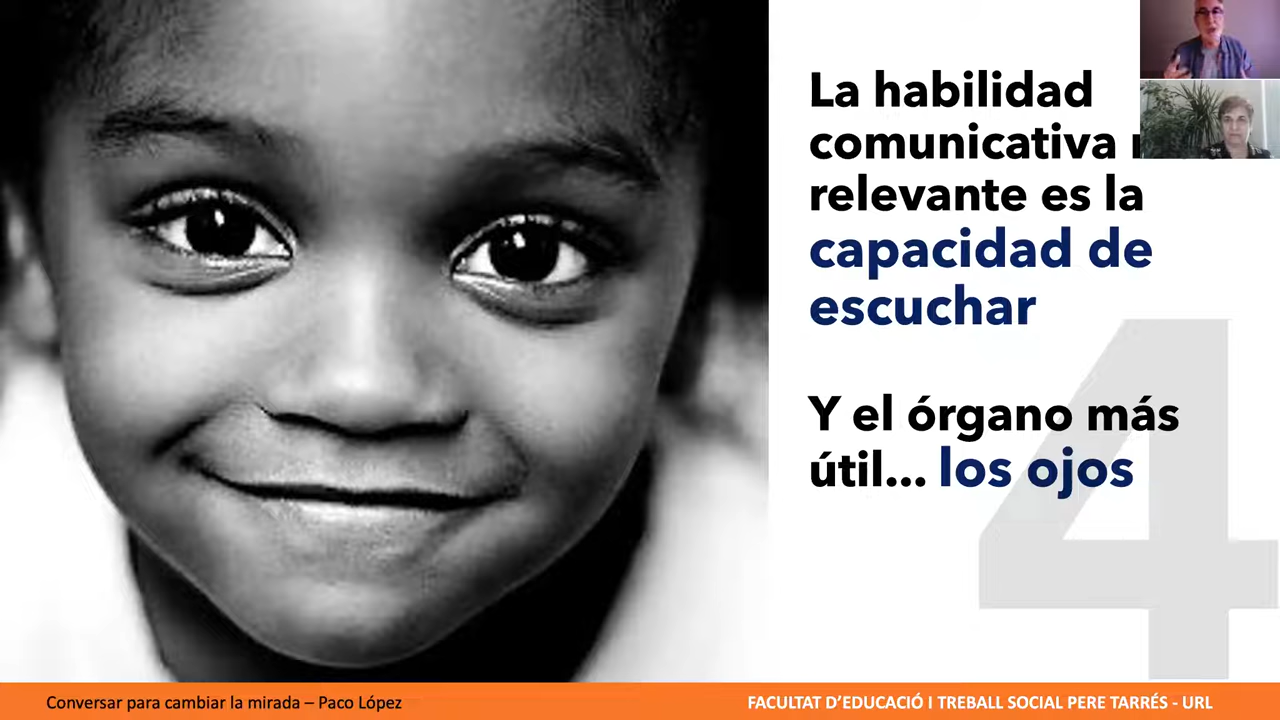 La habilidad
comunicativa
relevante es la
capacidad de
escuchar
Y el órgano más
útil... los ojos
4
Conversar para cambiar la mirada – Paco López
FACULTAT D'EDUCACIÓ I TREBALL SOCIAL PERE TARRÉS - URL